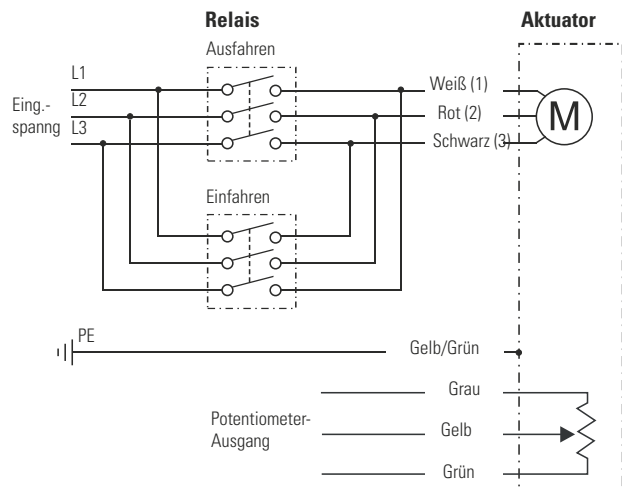 Relais
Aktuator
Ausfahren
L1
Weiß (1)
Eing.-
spanng
L2
Rot (2)
L3
Schwarz (3)
M
Einfahren
PE
Gelb/Grün
Grau
Potentiometer-
Ausgang
Gelb
Grün